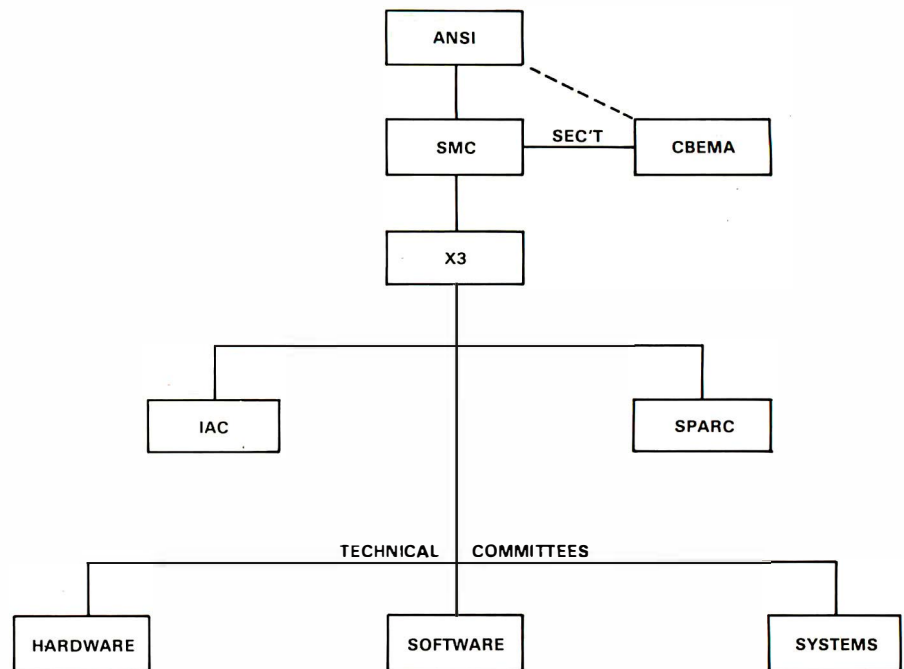 ANSI
SMC
SEC'T
CBEMA
X3
IAC
SPARC
TECHNICAL COMMITTEES
HARDWARE
SOFTWARE
SYSTEMS